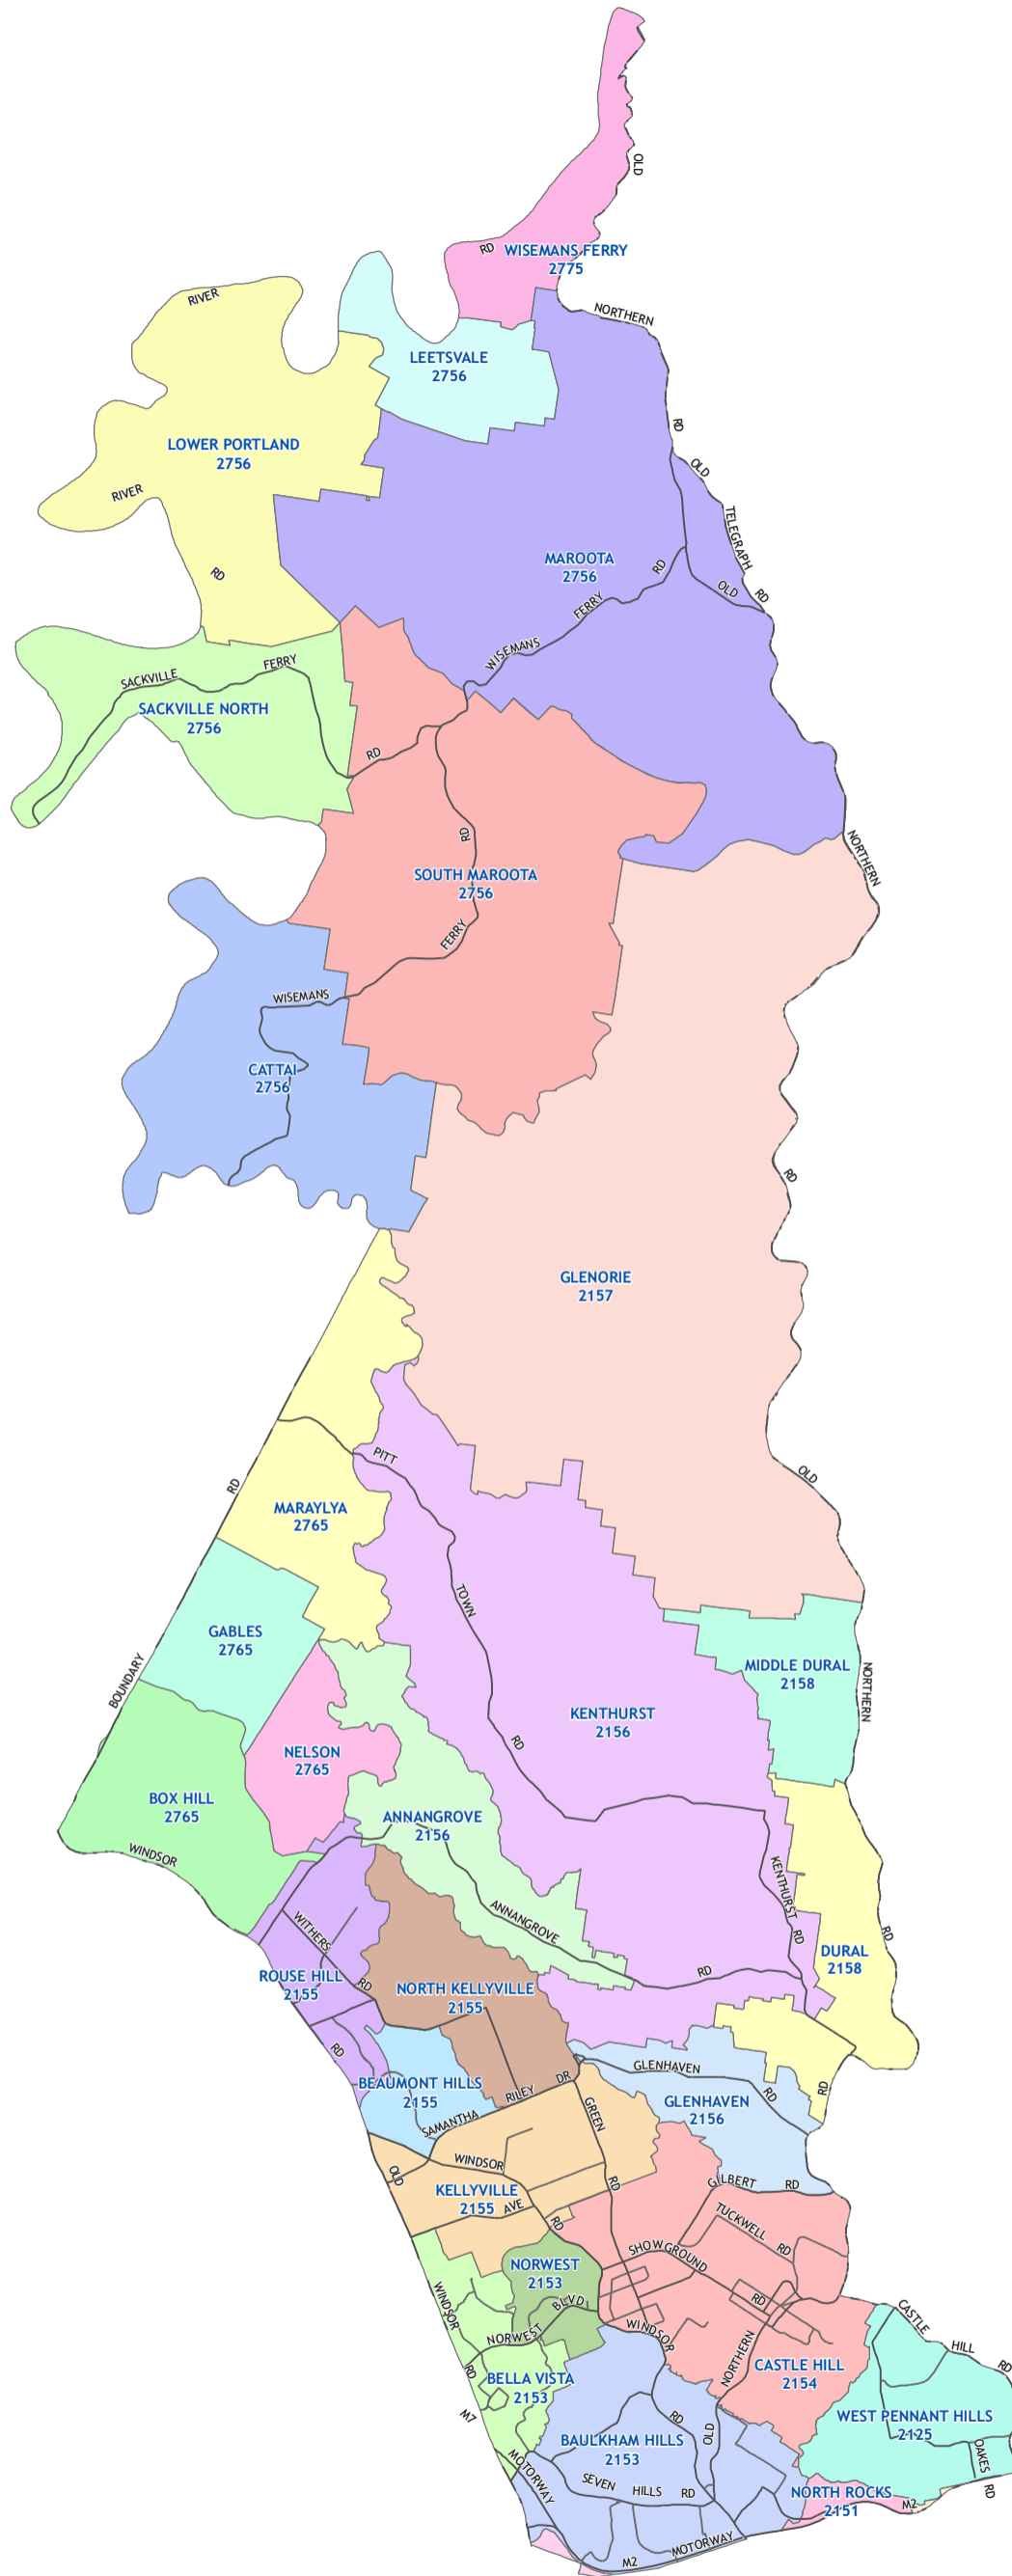 OLD
RD
WISEMANS FERRY
2775
RIVER
NORTHERN
LEETSVALE
2756
RD
LOWER PORTLAND
2756
OLD
RIVER
TELEGRAPH
MAROOTA
2756
RD
RD
OLD
RD
FERRY
WISEMANS
FERRY
SACKVILLE
SACKVILLE NORTH
2756
RD
RD
NORTHERN
SOUTH MAROOTA
2756
FERRY
WISEMANS
CATTAI
2756
RD
GLENORIE
2157
PITT
OLD
RD
MARAYLYA
2765
TOWN
GABLES
2765
MIDDLE DURAL
2158
BOUNDARY
NORTHERN
KENTHURST
2156
RD
NELSON
2765
BOX HILL
2765
ANNANGROVE
2156
WINDSOR
KENTHURST
ANNANGROVE
WITHERS
RD
RD
DURAL
2158
RD
ROUSE HILL
2155
RD
NORTH KELLYVILLE
2155
RD
GLENHAVEN
BEAUMONT HILLS
2155
RILEY
DR
RD
RD
GLENHAVEN
2156
SAMANTHA
GREEN
WINDSOR
OLD
RD
GILBERT
RD
KELLYVILLE
2155
AVE
TUCKWELL
RD
RD
SHOWGROUND
NORWEST
2153
BLVD
RD
WINDSOR
NORWEST
WINDSOR
CASTLE
HILL
RD
NORTHERN
RD
CASTLE HILL
2154
BELLA VISTA
2153
M7
RD
OLD
WEST PENNANT HILLS
2125
BAULKHAM HILLS
2153
OAKES
RD
MOTORWAY
SEVEN
HILLS
RD
NORTH ROCKS
2151
M2
MOTORWAY
M2